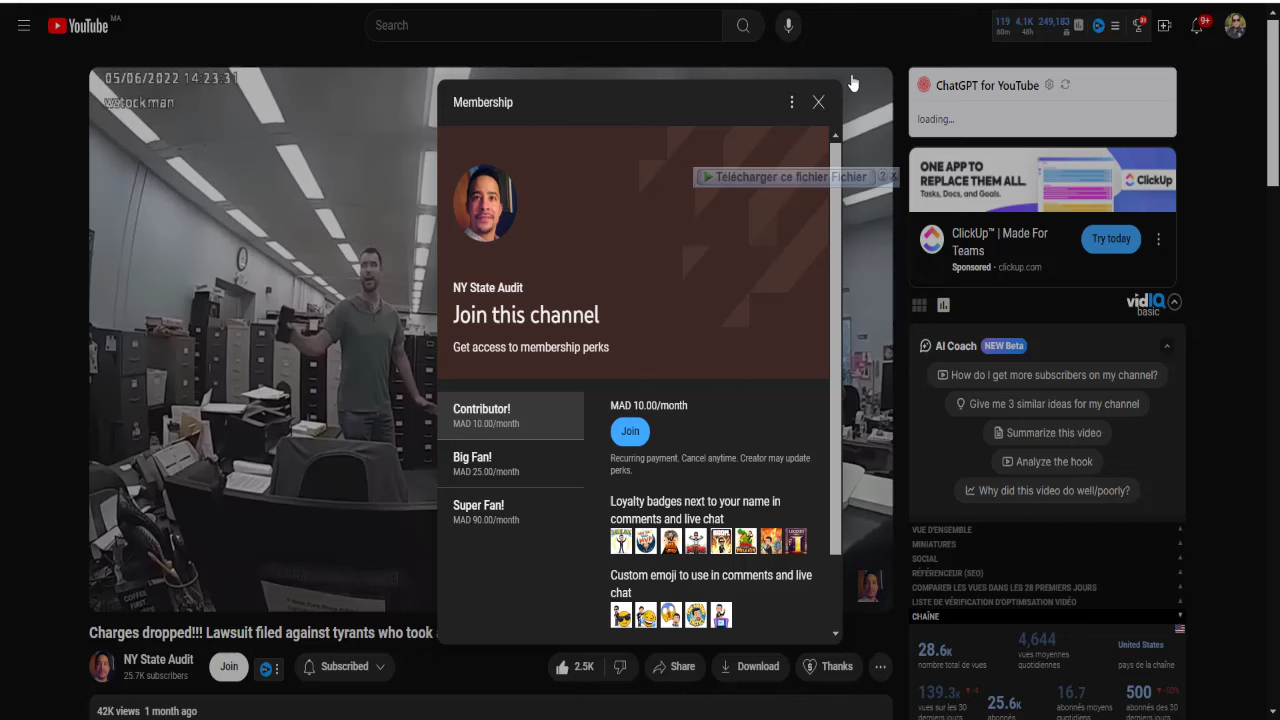 YouTube MA
Search
119 4.1K 249,183
60m 48h
9+
05/06/2022 14:23:31
wstockman
Membership
NY State Audit
Join this channel
Get access to membership perks
Contributor!
MAD 10.00/month
Big Fan!
MAD 25.00/month
Super Fan!
MAD 90.00/month
MAD 10.00/month
Join
Recurring payment. Cancel anytime. Creator may update
perks.
Loyalty badges next to your name in
comments and live chat
Custom emoji to use in comments and live
chat
Télécharger ce fichier Fichier ? X
Charges dropped!!! Lawsuit filed against tyrants who took
NY State Audit
25.7K subscribers
Join
Subscribed
2.5K
Share
Download
Thanks
42K views 1 month ago
ChatGPT for YouTube
loading...
ONE APP TO
REPLACE THEM ALL.
Tasks, Docs, and Goals.
ClickUp
ClickUp™ | Made For
Teams
Sponsored · clickup.com
Try today
vidIQ
basic
AI Coach NEW Beta
How do I get more subscribers on my channel?
Give me 3 similar ideas for my channel
Summarize this video
Analyze the hook
Why did this video do well/poorly?
VUE D'ENSEMBLE
MINIATURES
SOCIAL
RÉFÉRENCEUR (SEO)
COMPARER LES VUES DANS LES 28 PREMIERS JOURS
LISTE DE VÉRIFICATION D'OPTIMISATION VIDÉO
CHAÎNE
28.6K
nombre total de vues
4,644
vues moyennes
quotidiennes
United States
pays de la chaîne
139.3K -4
vues sur les 30
derniers jours
25.6K
abonnés
16.7
abonnés moyens
quotidiens
500 -50%
abonnés des 30
derniers jours